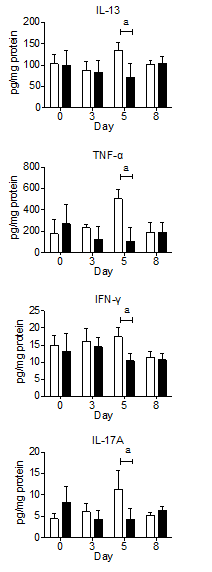 IL-13
pg/mg protein
200
150
100
50
0
a
0 3 5 8
Day
TNF-α
pg/mg protein
800
600
400
200
0
a
0 3 5 8
Day
IFN-γ
pg/mg protein
25
20
15
10
5
0
a
0 3 5 8
Day
IL-17A
pg/mg protein
20
15
10
5
0
a
0 3 5 8
Day